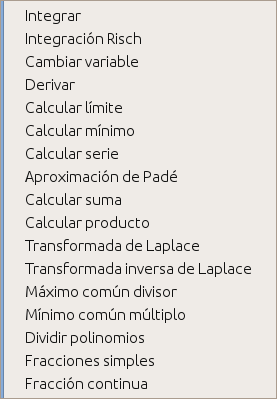 Integrar
Integración Risch
Cambiar variable
Derivar
Calcular límite
Calcular mínimo
Calcular serie
Aproximación de Padé
Calcular suma
Calcular producto
Transformada de Laplace
Transformada inversa de Laplace
Máximo común divisor
Mínimo común múltiplo
Dividir polinomios
Fracciones simples
Fracción continua